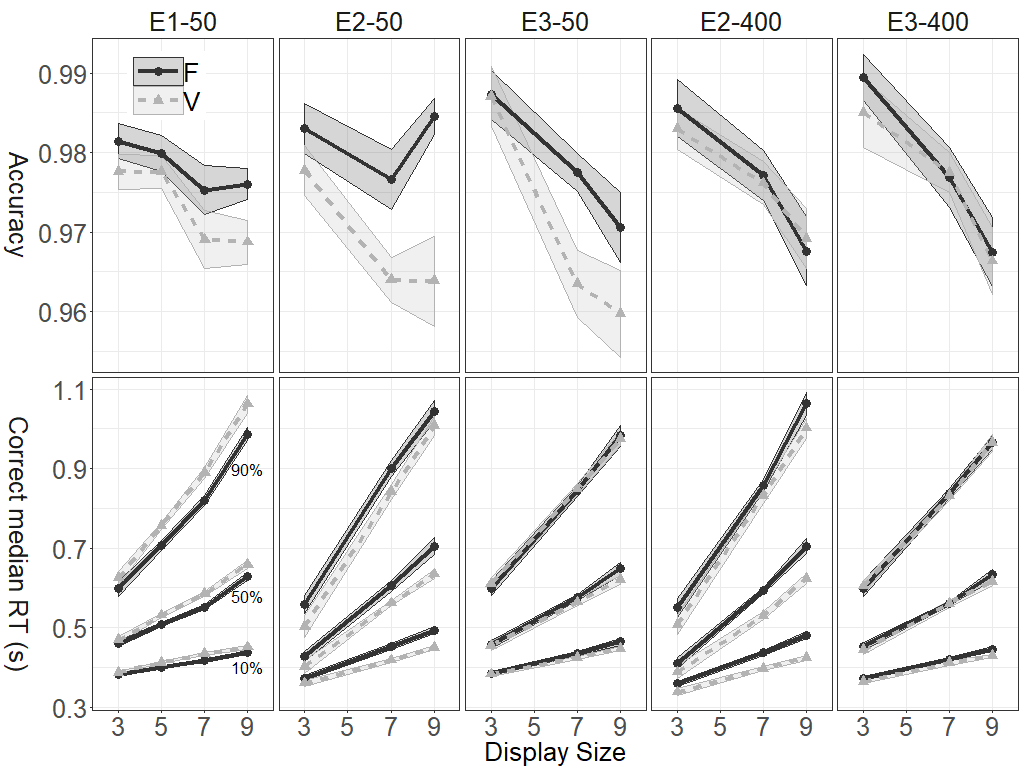 E1-50 E2-50 E3-50 E2-400 E3-400
F
V
Accuracy
0.99
0.98
0.97
0.96
Correct median RT (s)
1.1
0.9
0.7
0.5
0.3
90%
50%
10%
3 5 7 9 3 5 7 9 3 5 7 9 3 5 7 9 3 5 7 9
Display Size